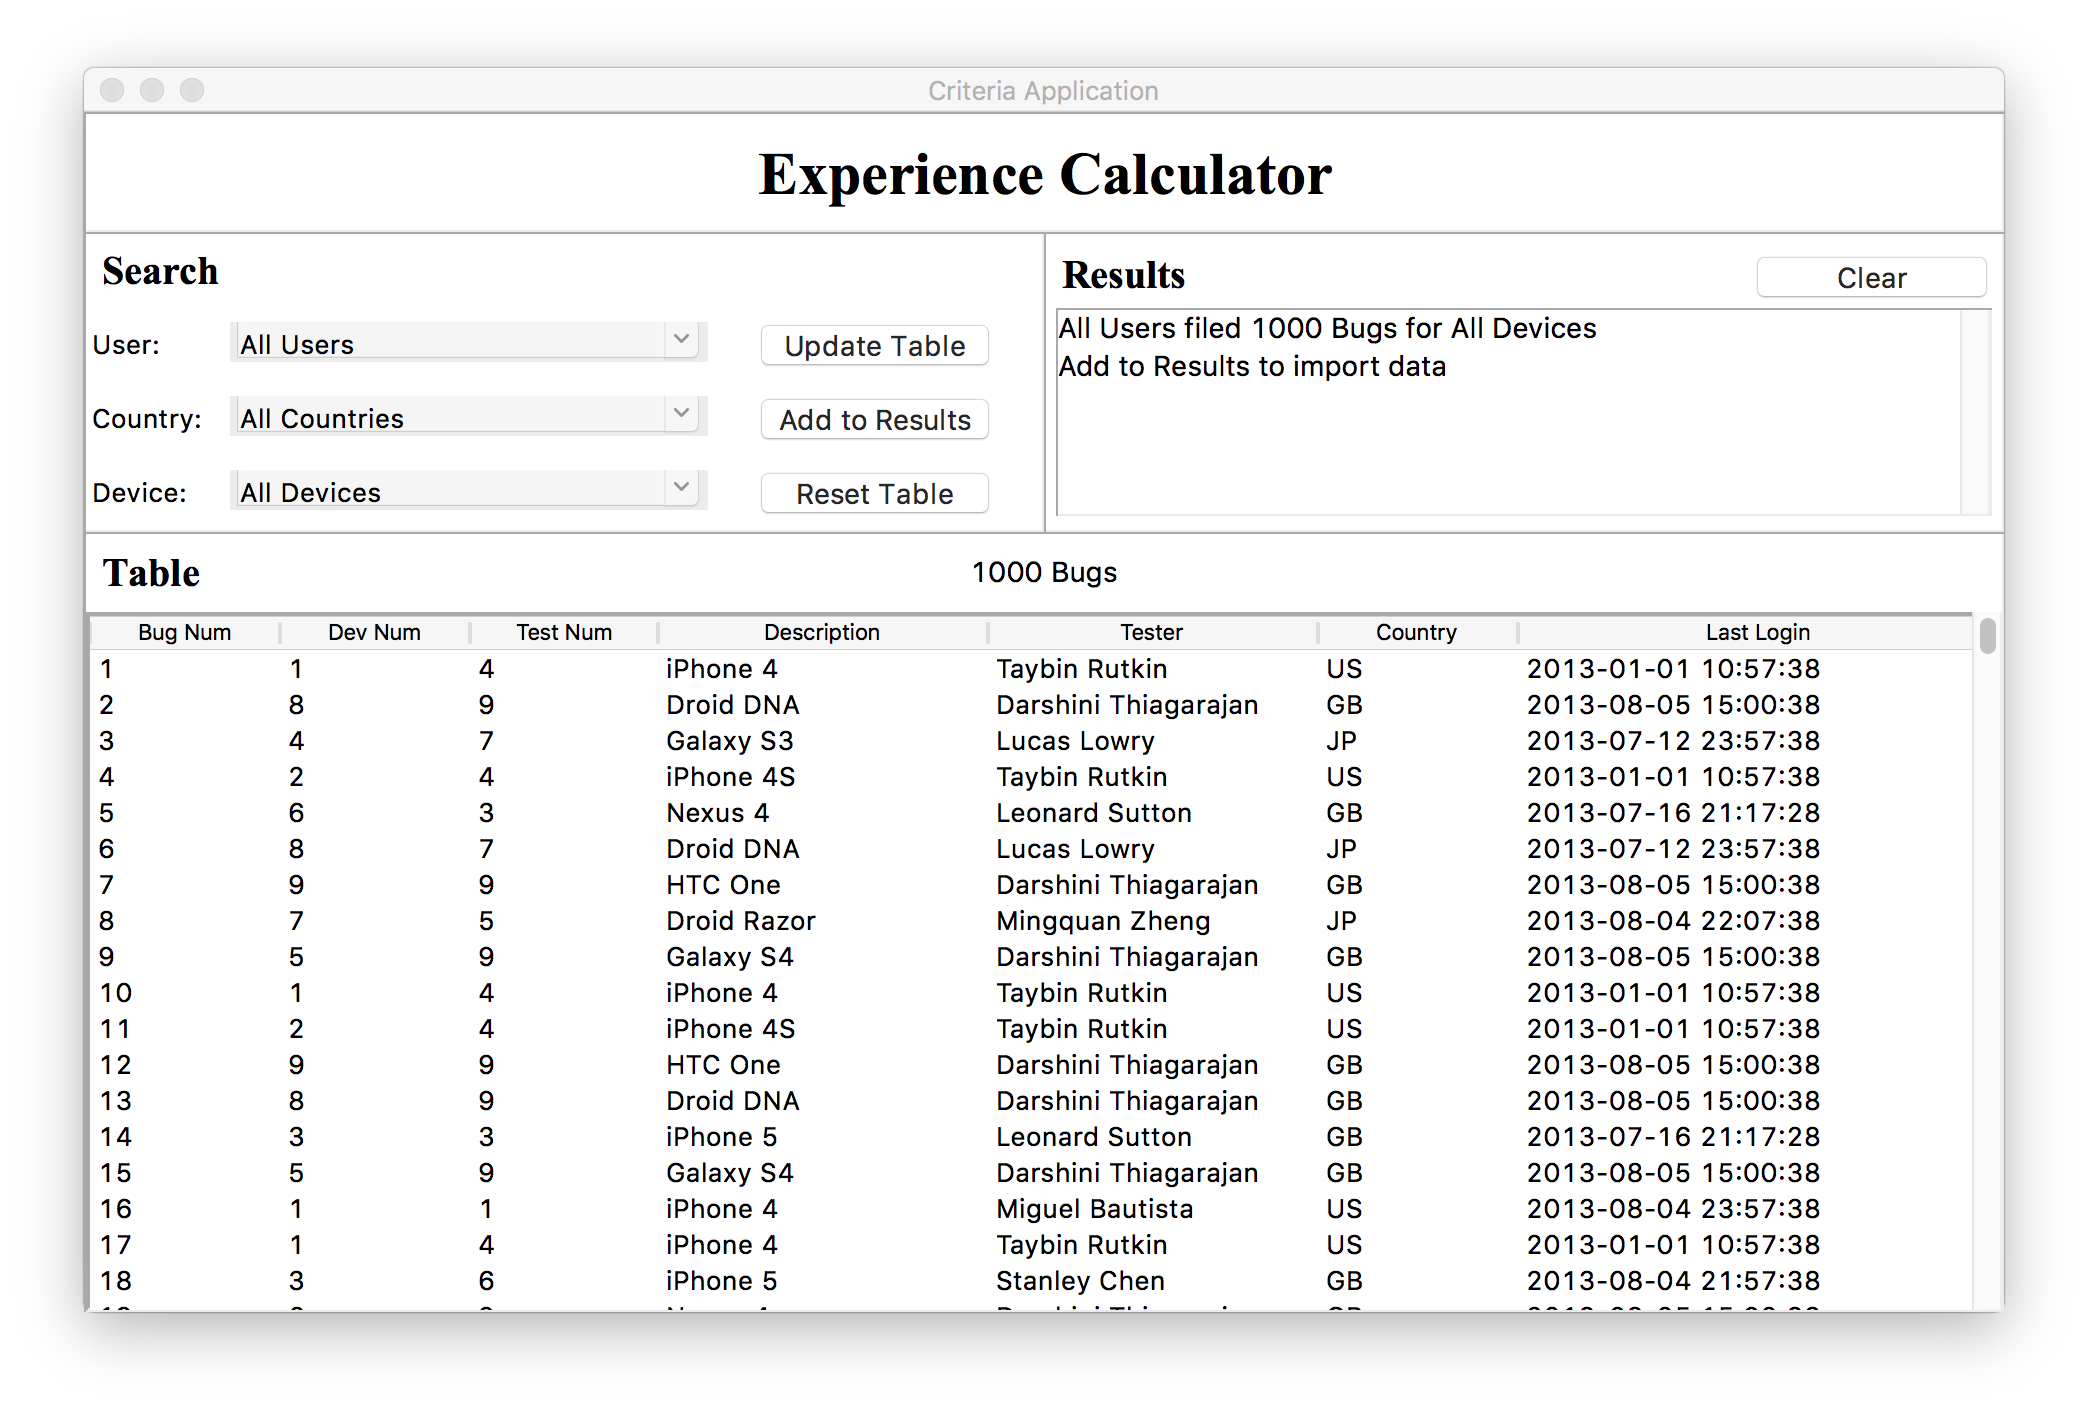 Criteria Application
Experience Calculator
Search
User: All Users Update Table
Country: All Countries Add to Results
Device: All Devices Reset Table
Results Clear
All Users filed 1000 Bugs for All Devices
Add to Results to import data
Table 1000 Bugs
Bug Num Dev Num Test Num Description Tester Country Last Login
1 1 4 iPhone 4 Taybin Rutkin US 2013-01-01 10:57:38
2 8 9 Droid DNA Darshini Thiagarajan GB 2013-08-05 15:00:38
3 4 7 Galaxy S3 Lucas Lowry JP 2013-07-12 23:57:38
4 2 4 iPhone 4S Taybin Rutkin US 2013-01-01 10:57:38
5 6 3 Nexus 4 Leonard Sutton GB 2013-07-16 21:17:28
6 8 7 Droid DNA Lucas Lowry JP 2013-07-12 23:57:38
7 9 9 HTC One Darshini Thiagarajan GB 2013-08-05 15:00:38
8 7 5 Droid Razor Mingquan Zheng JP 2013-08-04 22:07:38
9 5 9 Galaxy S4 Darshini Thiagarajan GB 2013-08-05 15:00:38
10 1 4 iPhone 4 Taybin Rutkin US 2013-01-01 10:57:38
11 2 4 iPhone 4S Taybin Rutkin US 2013-01-01 10:57:38
12 9 9 HTC One Darshini Thiagarajan GB 2013-08-05 15:00:38
13 8 9 Droid DNA Darshini Thiagarajan GB 2013-08-05 15:00:38
14 3 3 iPhone 5 Leonard Sutton GB 2013-07-16 21:17:28
15 5 9 Galaxy S4 Darshini Thiagarajan GB 2013-08-05 15:00:38
16 1 1 iPhone 4 Miguel Bautista US 2013-08-04 23:57:38
17 1 4 iPhone 4 Taybin Rutkin US 2013-01-01 10:57:38
18 3 6 iPhone 5 Stanley Chen GB 2013-08-04 21:57:38